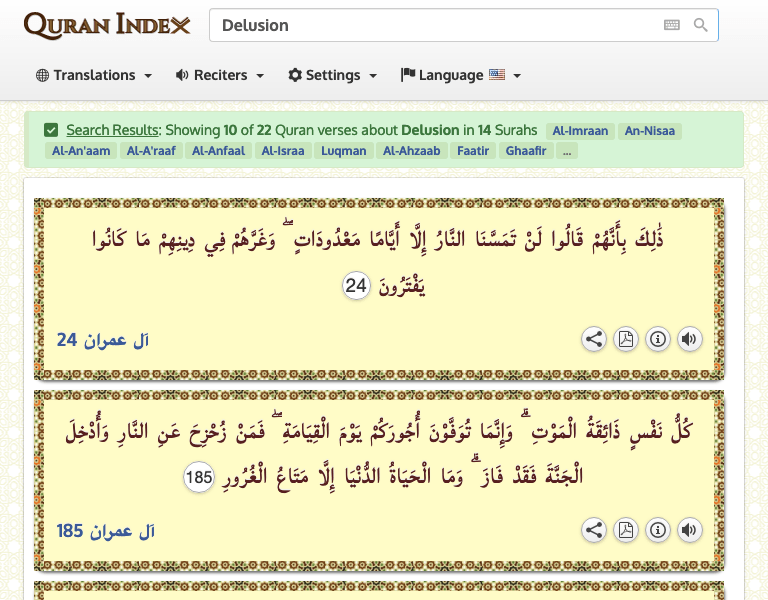 QURAN INDEX
Delusion
Translations
Reciters
Settings
Language
Search Results: Showing 10 of 22 Quran verses about Delusion in 14 Surahs Al-Imraan An-Nisaa
Al-An'aam Al-A'raaf Al-Anfaal Al-Israa Luqman Al-Ahzaab Faatir Ghaafir ...
ذَٰلِكَ بِأَنَّهُمْ قَالُوا لَنْ تَمَسَّنَا النَّارُ إِلَّا أَيَّامًا مَعْدُودَاتٍ ۖ وَغَرَّهُمْ فِي دِينِهِمْ مَا كَانُوا
يَفْتَرُونَ 24
آل عمران 24
كُلُّ نَفْسٍ ذَائِقَةُ الْمَوْتِ ۗ وَإِنَّمَا تُوَفَّوْنَ أُجُورَكُمْ يَوْمَ الْقِيَامَةِ ۖ فَمَنْ زُحْزِحَ عَنِ النَّارِ وَأُدْخِلَ
الْجَنَّةَ فَقَدْ فَازَ ۗ وَمَا الْحَيَاةُ الدُّنْيَا إِلَّا مَتَاعُ الْغُرُورِ 185
آل عمران 185